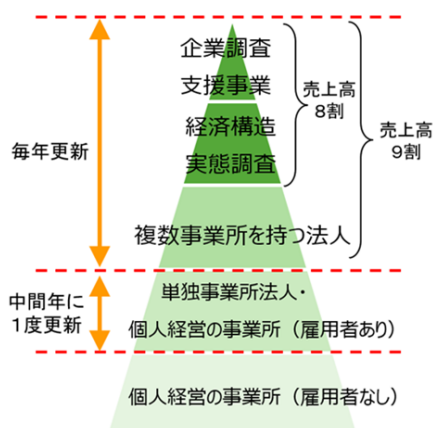 企業調査
支援事業
経済構造
実態調査
売上高
8割
売上高
9割
毎年更新
複数事業所を持つ法人
中間年に
1度更新
単独事業所法人・
個人経営の事業所（雇用者あり）
個人経営の事業所（雇用者なし）